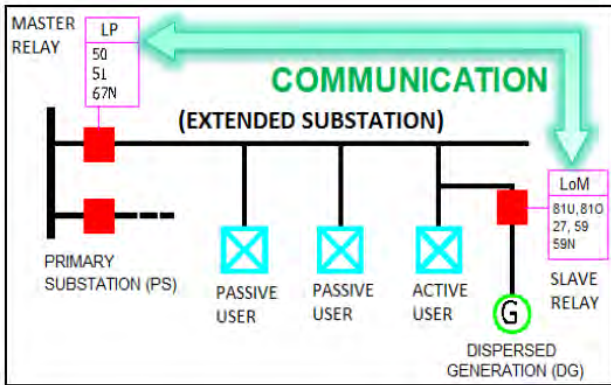 MASTER
RELAY
LP
50
51
67N
COMMUNICATION
(EXTENDED SUBSTATION)
LoM
81U,81O
27, 59
59N
PRIMARY
SUBSTATION (PS)
PASSIVE
USER
PASSIVE
USER
ACTIVE
USER
SLAVE
RELAY
G
DISPERSED
GENERATION (DG)